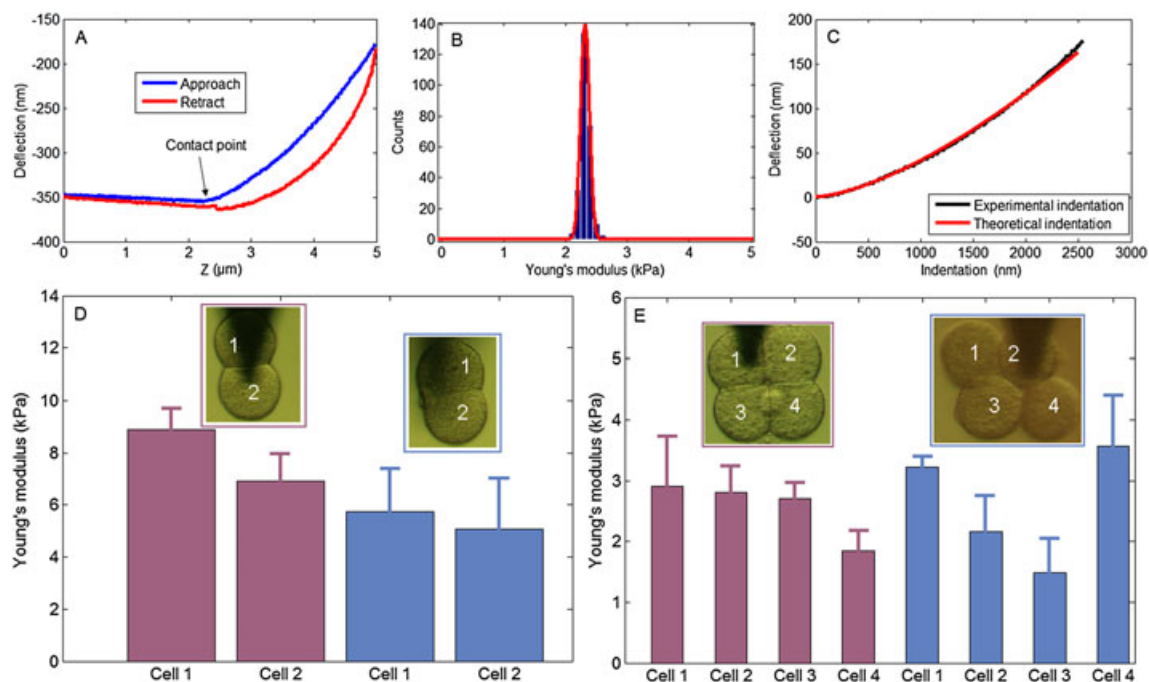 A
-150
-200
-250
-300
-350
-400
Deflection (nm)
Approach
Retract
Contact point
0 1 2 3 4 5
Z (µm)
B
140
120
100
80
60
40
20
0
Counts
0 1 2 3 4 5
Young's modulus (kPa)
C
200
150
100
50
0
-50
Deflection (nm)
Experimental indentation
Theoretical indentation
0 500 1000 1500 2000 2500 3000
Indentation (nm)
D
14
12
10
8
6
4
2
0
Young's modulus (kPa)
1
2
1
2
Cell 1 Cell 2 Cell 1 Cell 2
E
6
5
4
3
2
1
0
Young's modulus (kPa)
1 2
3 4
1 2
3 4
Cell 1 Cell 2 Cell 3 Cell 4 Cell 1 Cell 2 Cell 3 Cell 4